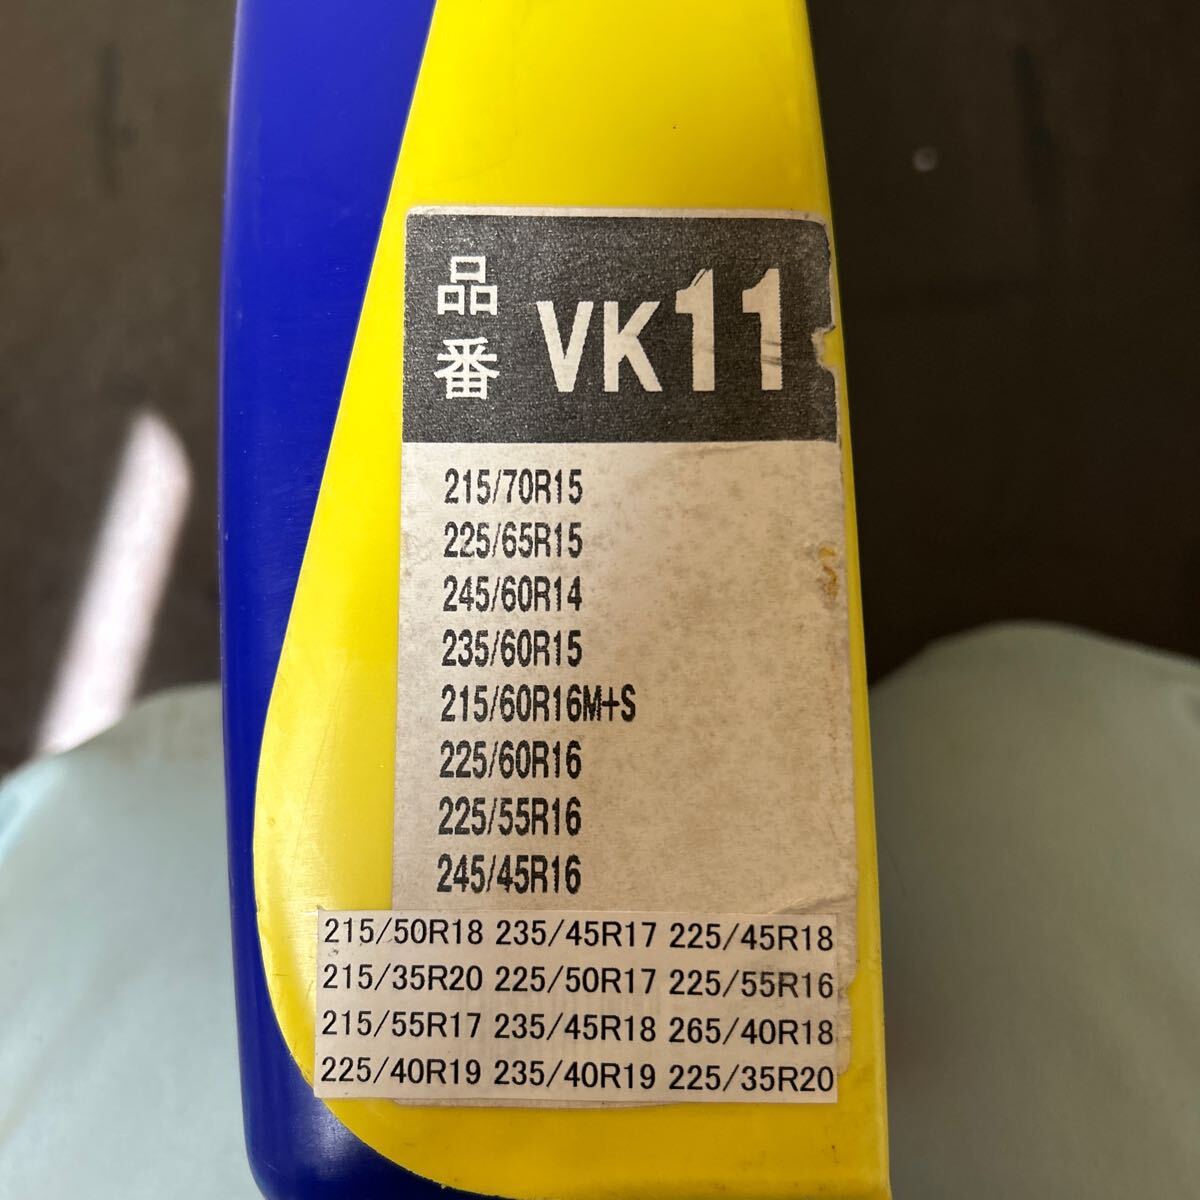 品番 VK11
215/70R15
225/65R15
245/60R14
235/60R15
215/60R16M+S
225/60R16
225/55R16
245/45R16
215/50R18 235/45R17 225/45R18
215/35R20 225/50R17 225/55R16
215/55R17 235/45R18 265/40R18
225/40R19 235/40R19 225/35R20